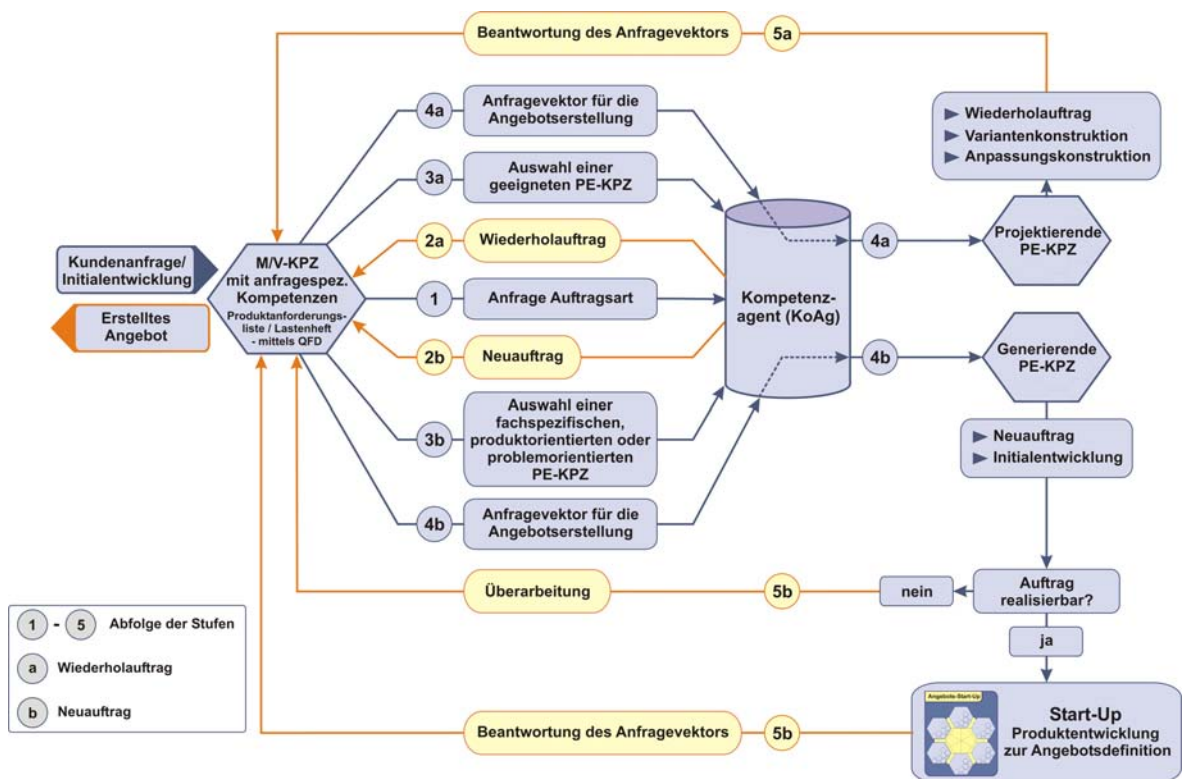 Beantwortung des Anfragevektors
5a
4a
Anfragevektor für die
Angebotserstellung
Wiederholauftrag
Variantenkonstruktion
Anpassungskonstruktion
3a
Auswahl einer
geeigneten PE-KPZ
2a
Wiederholauftrag
4a
Projektierende
PE-KPZ
Kundenanfrage/
Initialentwicklung
M/V-KPZ
mit anfragespez.
Kompetenzen
Produktanforderungs-
liste / Lastenheft
- mittels QFD
1
Anfrage Auftragsart
Kompetenz-
agent (KoAg)
Erstelltes
Angebot
2b
Neuauftrag
4b
Generierende
PE-KPZ
3b
Auswahl einer
fachspezifischen,
produktorientierten oder
problemorientierten
PE-KPZ
Neuauftrag
Initialentwicklung
4b
Anfragevektor für die
Angebotserstellung
Überarbeitung
5b
nein
Auftrag
realisierbar?
ja
1 - 5 Abfolge der Stufen
a Wiederholauftrag
b Neuauftrag
Beantwortung des Anfragevektors
5b
Angebots-Start-Up
Start-Up
Produktentwicklung
zur Angebotsdefinition